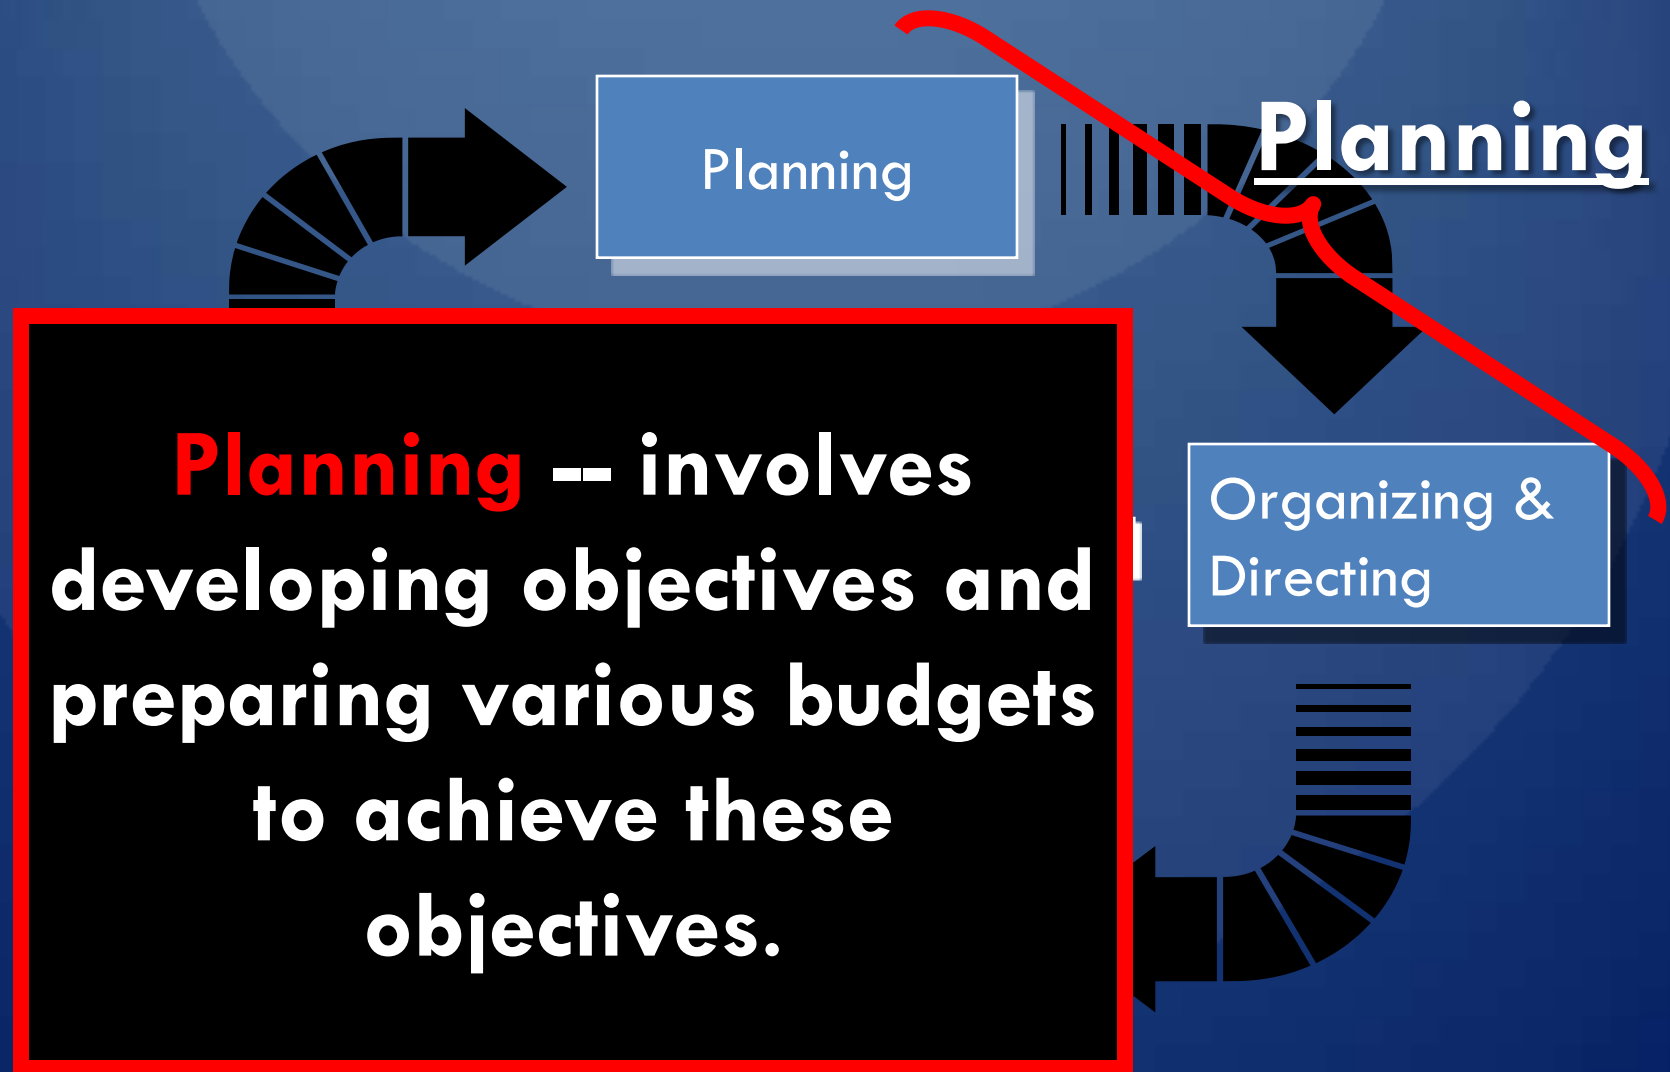 Planning
Planning
Organizing &
Directing
Planning -- involves
developing objectives and
preparing various budgets
to achieve these
objectives.